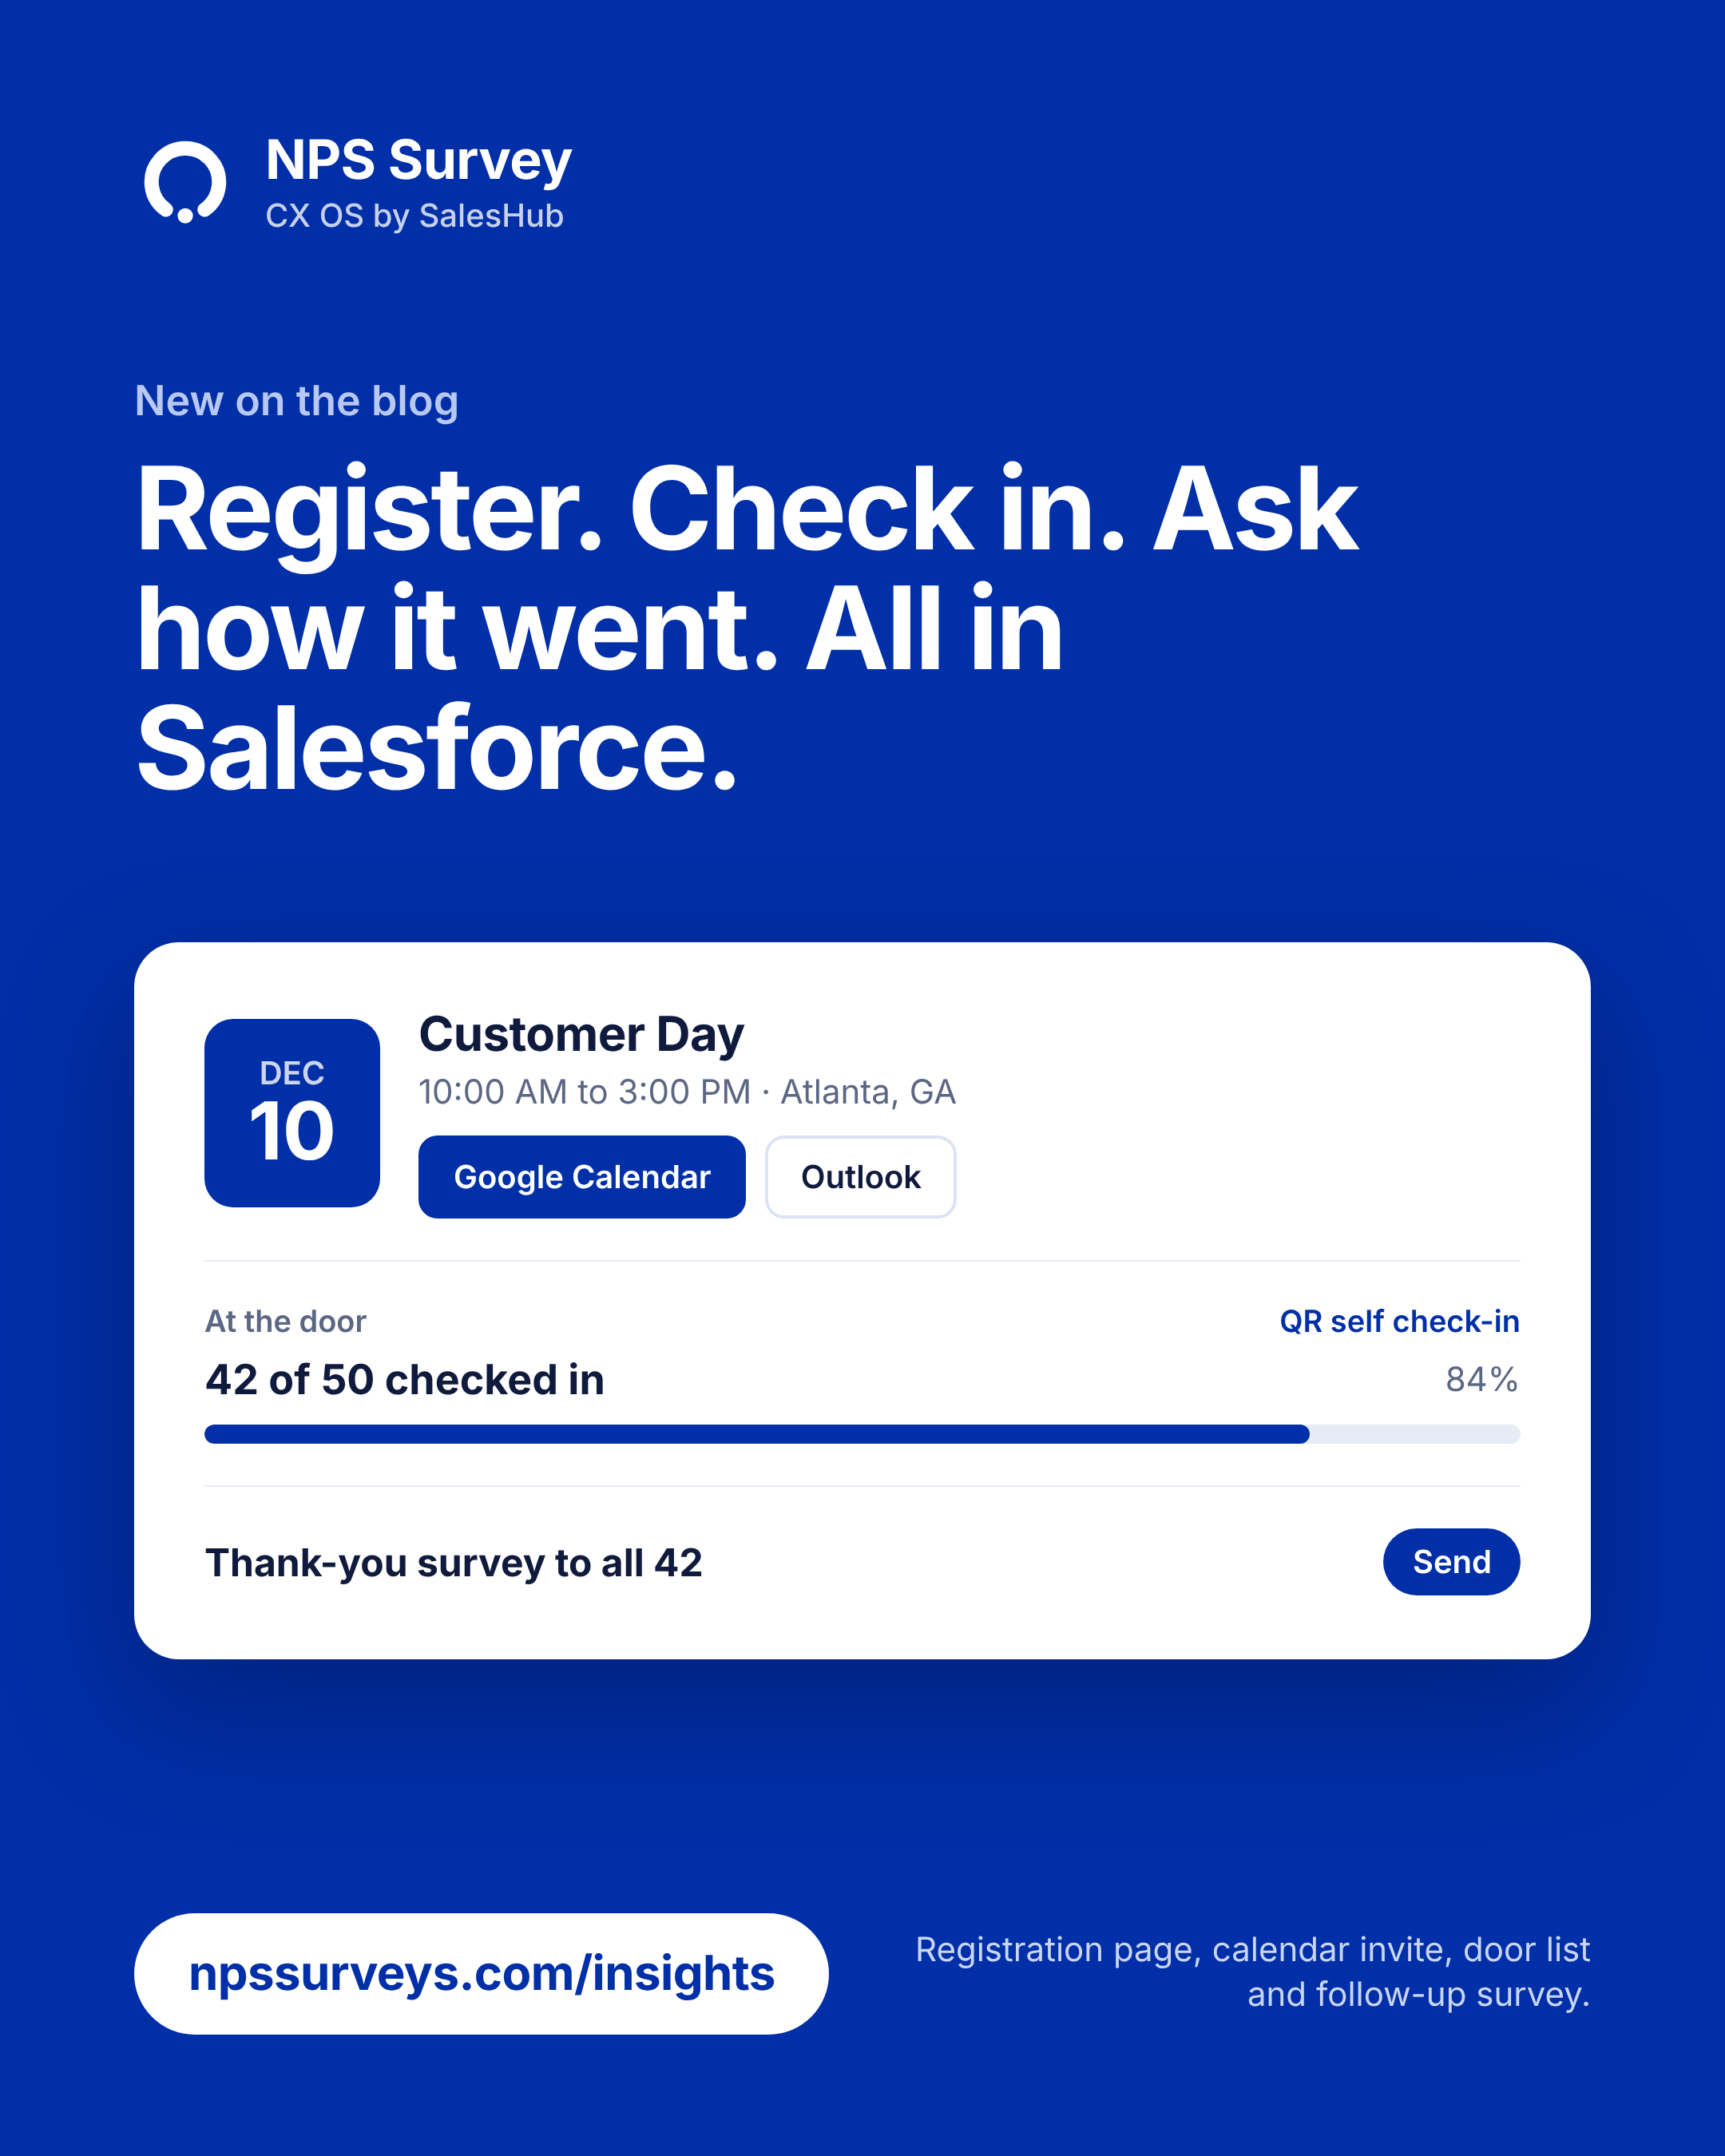 NPS Survey
CX OS by SalesHub
New on the blog
Register. Check in. Ask
how it went. All in
Salesforce.
DEC
10
Customer Day
10:00 AM to 3:00 PM · Atlanta, GA
Google Calendar
Outlook
At the door
QR self check-in
42 of 50 checked in
84%
Thank-you survey to all 42
Send
npssurveys.com/insights
Registration page, calendar invite, door list
and follow-up survey.